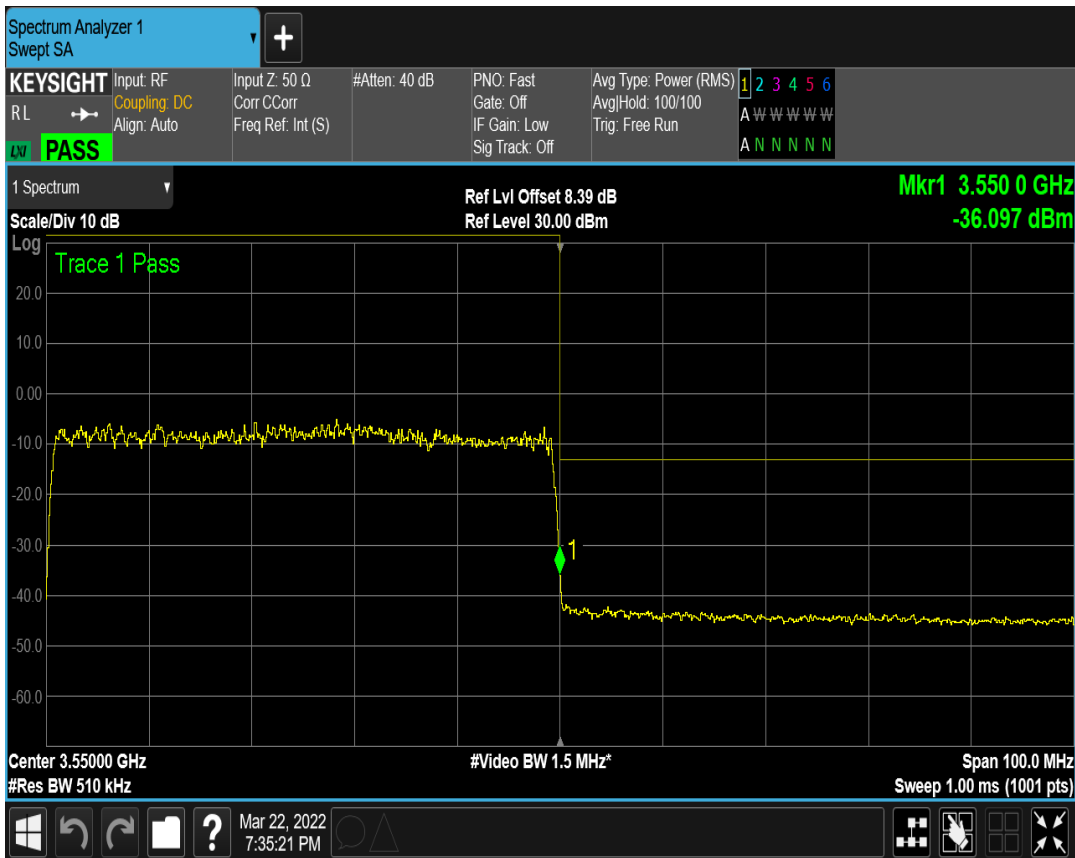 Spectrum Analyzer 1
Swept SA
+
KEYSIGHT
R L
LXI PASS
Input: RF
Coupling: DC
Align: Auto
Input Z: 50 Ω
Corr CCorr
Freq Ref: Int (S)
#Atten: 40 dB
PNO: Fast
Gate: Off
IF Gain: Low
Sig Track: Off
Avg Type: Power (RMS)
Avg|Hold: 100/100
Trig: Free Run
1 2 3 4 5 6
A W W W W W
A N N N N N
1 Spectrum
Scale/Div 10 dB
Ref Lvl Offset 8.39 dB
Ref Level 30.00 dBm
Mkr1 3.550 0 GHz
-36.097 dBm
Log
Trace 1 Pass
20.0
10.0
0.00
-10.0
-20.0
-30.0
1
-40.0
-50.0
-60.0
Center 3.55000 GHz
#Res BW 510 kHz
#Video BW 1.5 MHz*
Span 100.0 MHz
Sweep 1.00 ms (1001 pts)
?
Mar 22, 2022
7:35:21 PM